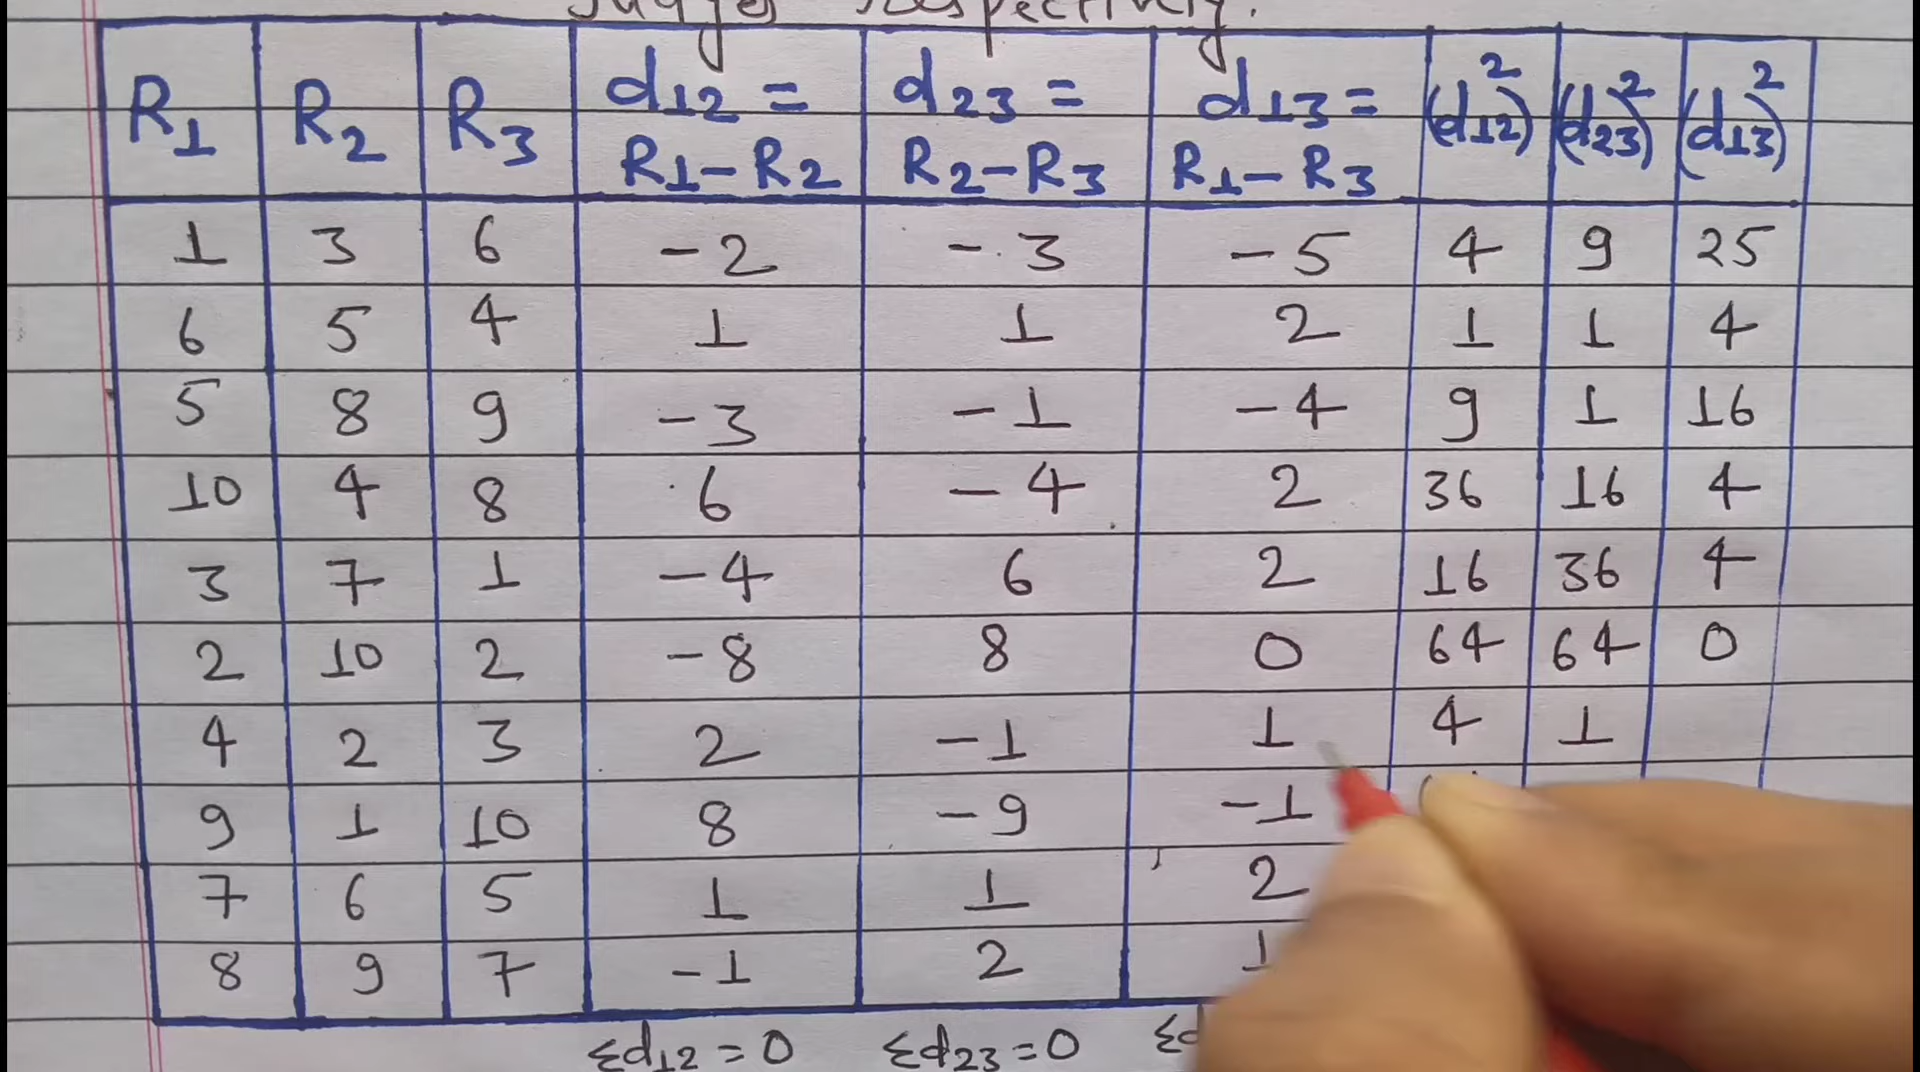 Judges respectively.
R1 R2 R3 d12 = R1-R2 d23 = R2-R3 d13 = R1-R3 (d12)² (d23)² (d13)²
1 3 6 -2 -3 -5 4 9 25
6 5 4 1 1 2 1 1 4
5 8 9 -3 -1 -4 9 1 16
10 4 8 6 -4 2 36 16 4
3 7 1 -4 6 2 16 36 4
2 10 2 -8 8 0 64 64 0
4 2 3 2 -1 1 4 1
9 1 10 8 -9 -1
7 6 5 1 1 2
8 9 7 -1 2 1
Σd12 = 0 Σd23 = 0